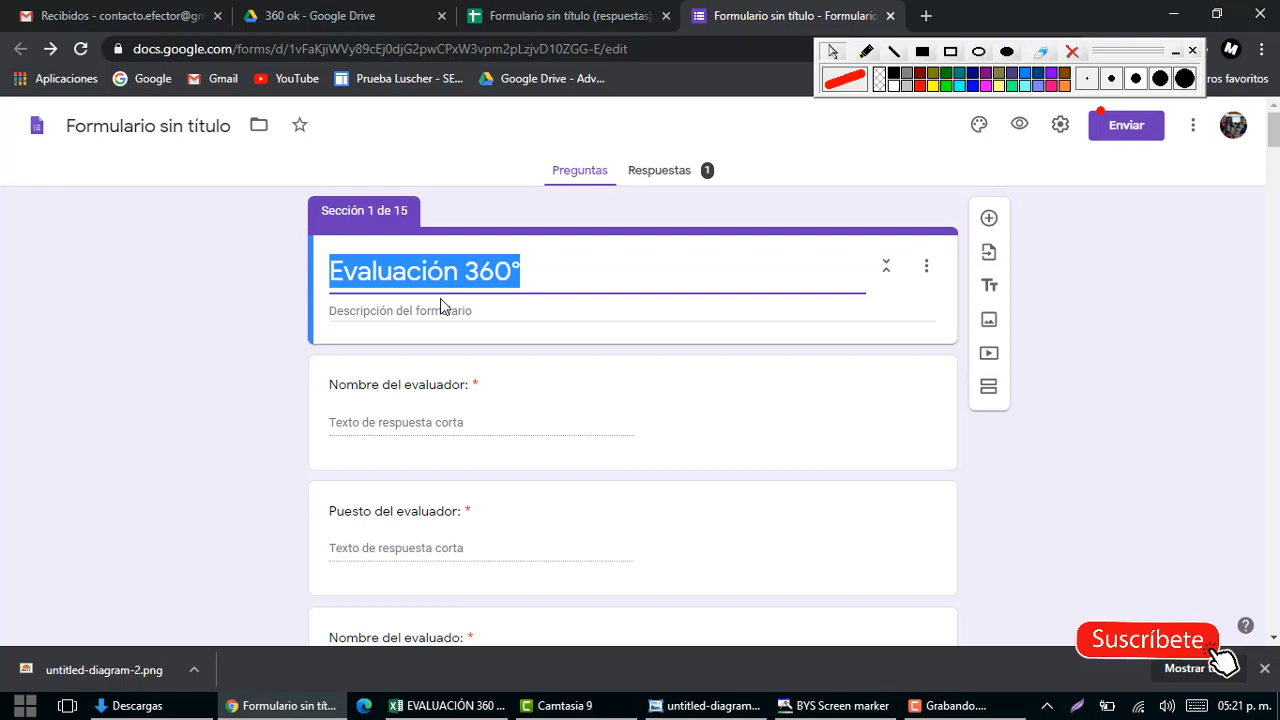 Recibidos - contacto.efector@gm
360 ok - Google Drive
Formulario sin título (respuestas)
Formulario sin título - Formulario
docs.google.com/forms/d/1vFaKjiWVy89cEj0djG2pwCPxW3vpm2pLzjvD10ZGG-E/edit
Aplicaciones
Google
Gmail
YouTube
Prueba Luscher - SE...
Google Drive - Adv...
ros favoritos
Formulario sin título
Enviar
Preguntas
Respuestas
1
Sección 1 de 15
Evaluación 360°
Descripción del formulario
Nombre del evaluador: *
Texto de respuesta corta
Puesto del evaluador: *
Texto de respuesta corta
Nombre del evaluado: *
Suscríbete
untitled-diagram-2.png
Mostrar t
Descargas
Formulario sin tít...
EVALUACIÓN 360 ...
Camtasia 9
untitled-diagram...
BYS Screen marker
Grabando....
05:21 p. m.